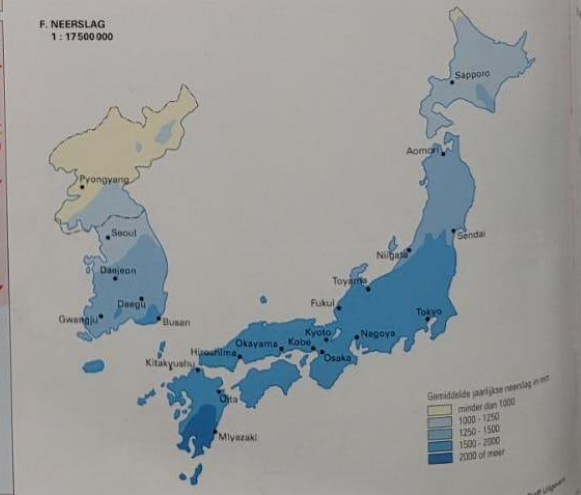 F. NEERSLAG
1 : 17 500 000
Sapporo
Aomori
Pyongyang
Seoul
Sendai
Niigata
Daejeon
Toyama
Daegu
Fukui
Gwangju
Busan
Tokyo
Kyoto
Nagoya
Okayama
Kobe
Hiroshima
Osaka
Kitakyushu
Oita
Miyazaki
Gemiddelde jaarlijkse neerslag in mm
minder dan 1000
1000 - 1250
1250 - 1500
1500 - 2000
2000 of meer